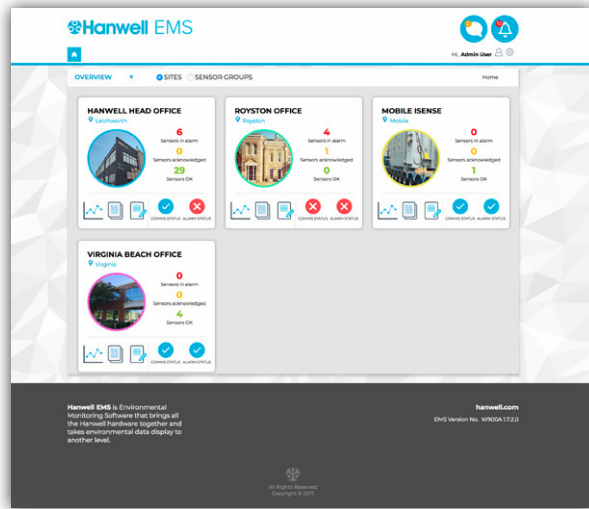 Hanwell EMS
Hi, Admin User
OVERVIEW ▼ SITES SENSOR GROUPS Home
HANWELL HEAD OFFICE
Letchworth
6
Sensors in alarm
0
Sensors acknowledged
29
Sensors OK
COMMS STATUS ALARM STATUS
ROYSTON OFFICE
Royston
4
Sensors in alarm
1
Sensors acknowledged
0
Sensors OK
COMMS STATUS ALARM STATUS
MOBILE ISENSE
Mobile
0
Sensors in alarm
0
Sensors acknowledged
1
Sensors OK
COMMS STATUS ALARM STATUS
VIRGINIA BEACH OFFICE
Virginia
0
Sensors in alarm
0
Sensors acknowledged
4
Sensors OK
COMMS STATUS ALARM STATUS
Hanwell EMS is Environmental
Monitoring Software that brings all
the Hanwell hardware together and
takes environmental data display to
another level.
hanwell.com
EMS Version No. W900A 1.7.2.0
All Rights Reserved
Copyright © 2017